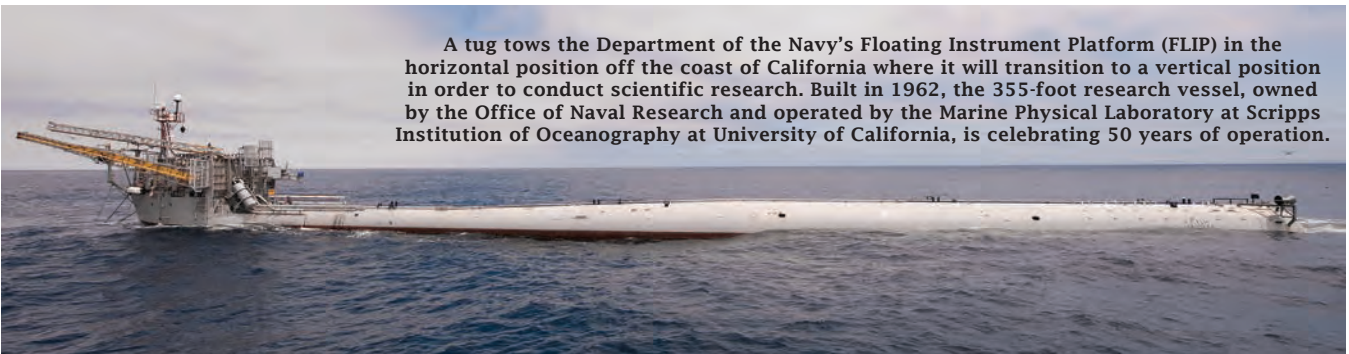 A tug tows the Department of the Navy’s Floating Instrument Platform (FLIP) in the
horizontal position off the coast of California where it will transition to a vertical position
in order to conduct scientific research. Built in 1962, the 355-foot research vessel, owned
by the Office of Naval Research and operated by the Marine Physical Laboratory at Scripps
Institution of Oceanography at University of California, is celebrating 50 years of operation.